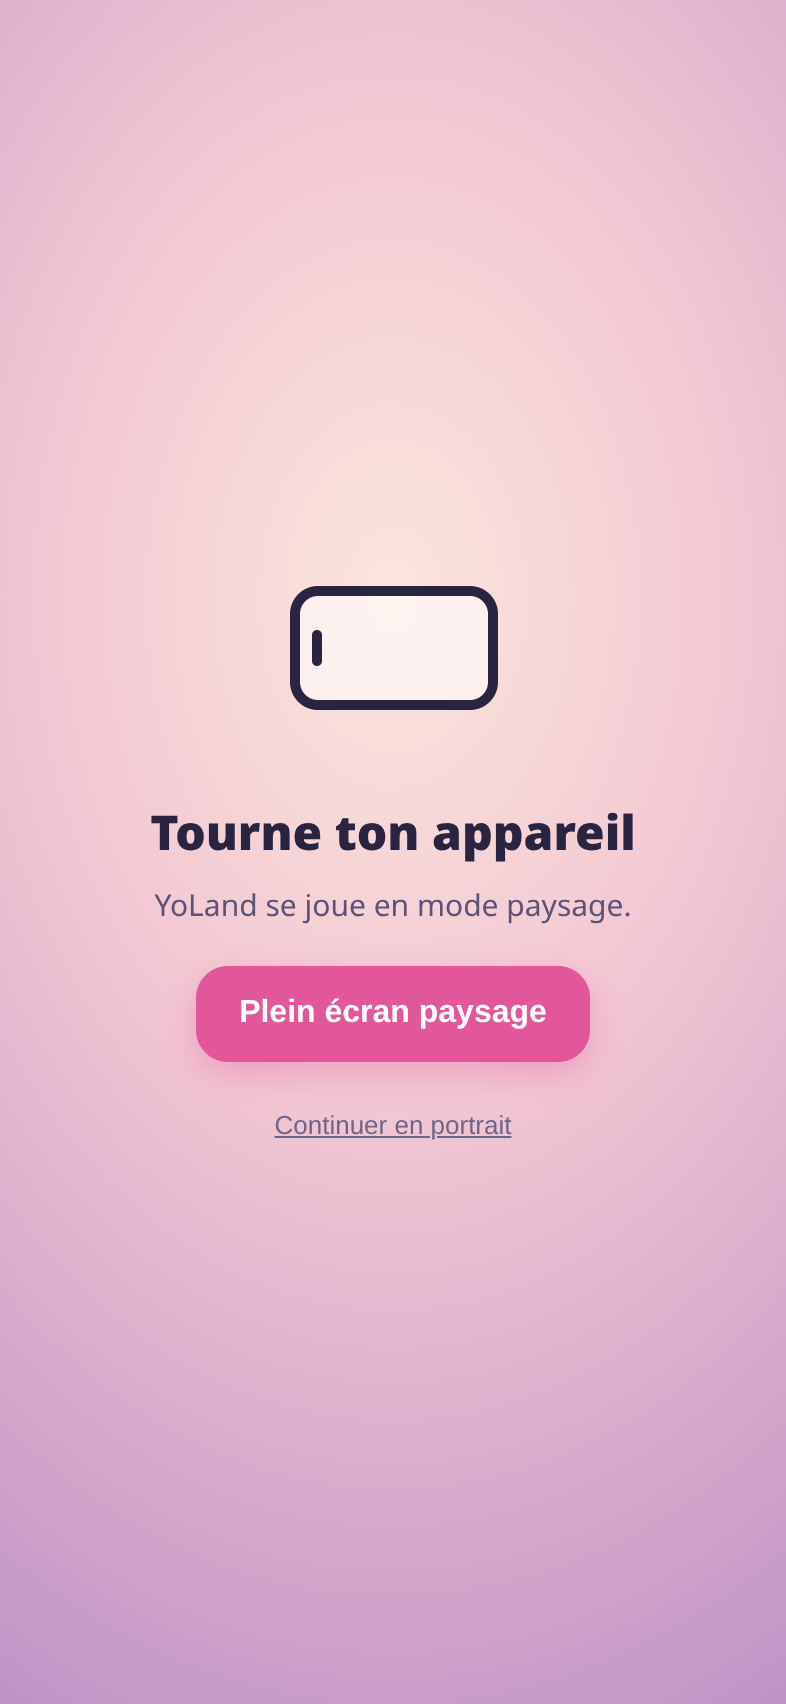 Tourne ton appareil
YoLand se joue en mode paysage.
Plein écran paysage
Continuer en portrait